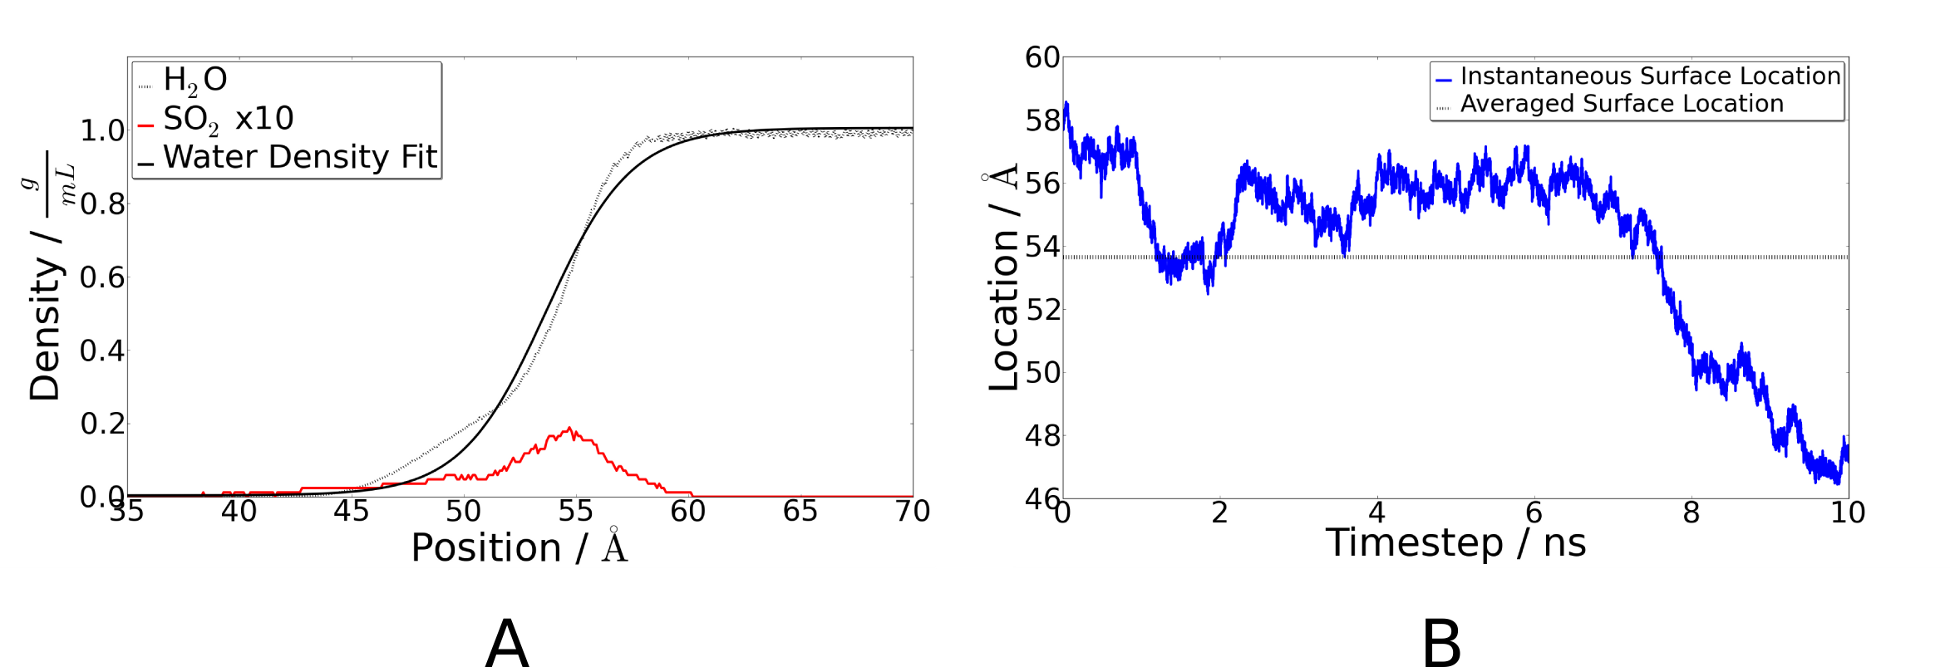 H₂O
SO₂ x10
Water Density Fit
1.0
0.8
0.6
0.4
0.2
0.0
Density / g/mL
35 40 45 50 55 60 65 70
Position / Å
A
Instantaneous Surface Location
Averaged Surface Location
60
58
56
54
52
50
48
46
Location / Å
0 2 4 6 8 10
Timestep / ns
B